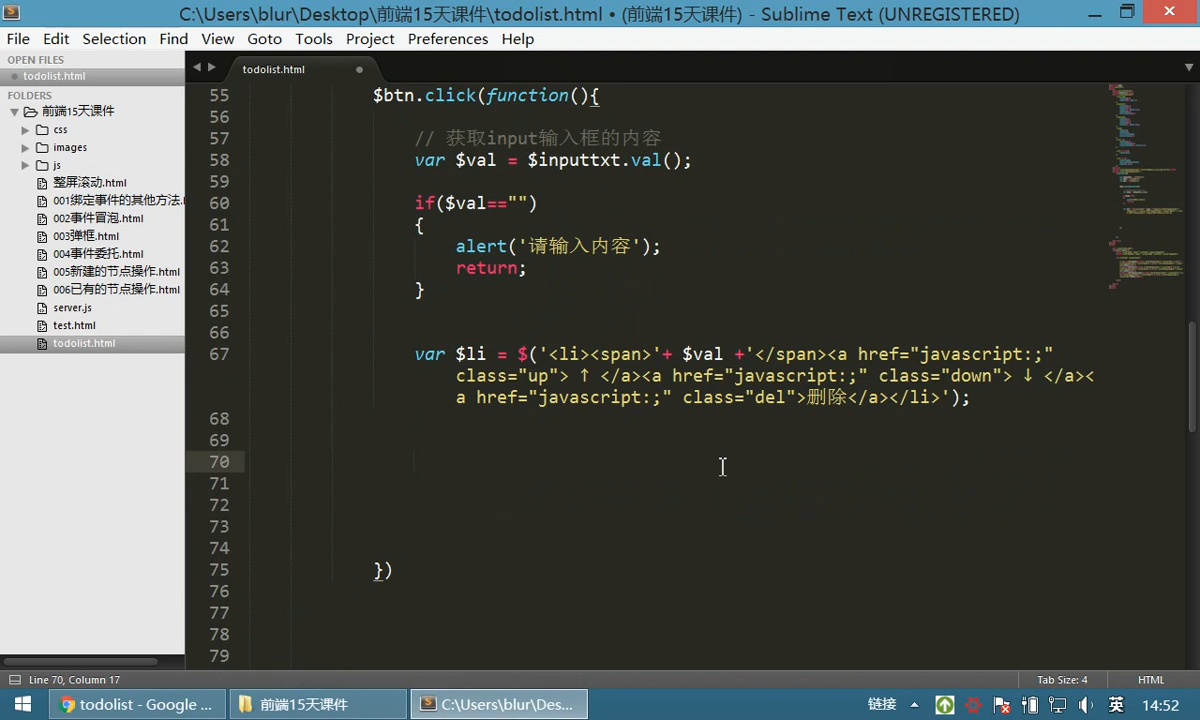 C:\Users\blur\Desktop\前端15天课件\todolist.html • (前端15天课件) - Sublime Text (UNREGISTERED)
File Edit Selection Find View Goto Tools Project Preferences Help
OPEN FILES
todolist.html
FOLDERS
前端15天课件
css
images
js
整屏滚动.html
001绑定事件的其他方法.
002事件冒泡.html
003弹框.html
004事件委托.html
005新建的节点操作.html
006已有的节点操作.html
server.js
test.html
todolist.html
todolist.html
55 $btn.click(function(){
56
57 // 获取input输入框的内容
58 var $val = $inputtxt.val();
59
60 if($val=="")
61 {
62 alert('请输入内容');
63 return;
64 }
65
66
67 var $li = $('<li><span>'+ $val +'</span><a href="javascript:;"
class="up"> ↑ </a><a href="javascript:;" class="down"> ↓ </a><
a href="javascript:;" class="del">删除</a></li>');
68
69
70
71
72
73
74
75 })
76
77
78
79
Line 70, Column 17
Tab Size: 4
HTML
todolist - Google ...
前端15天课件
C:\Users\blur\Des...
链接
英
14:52